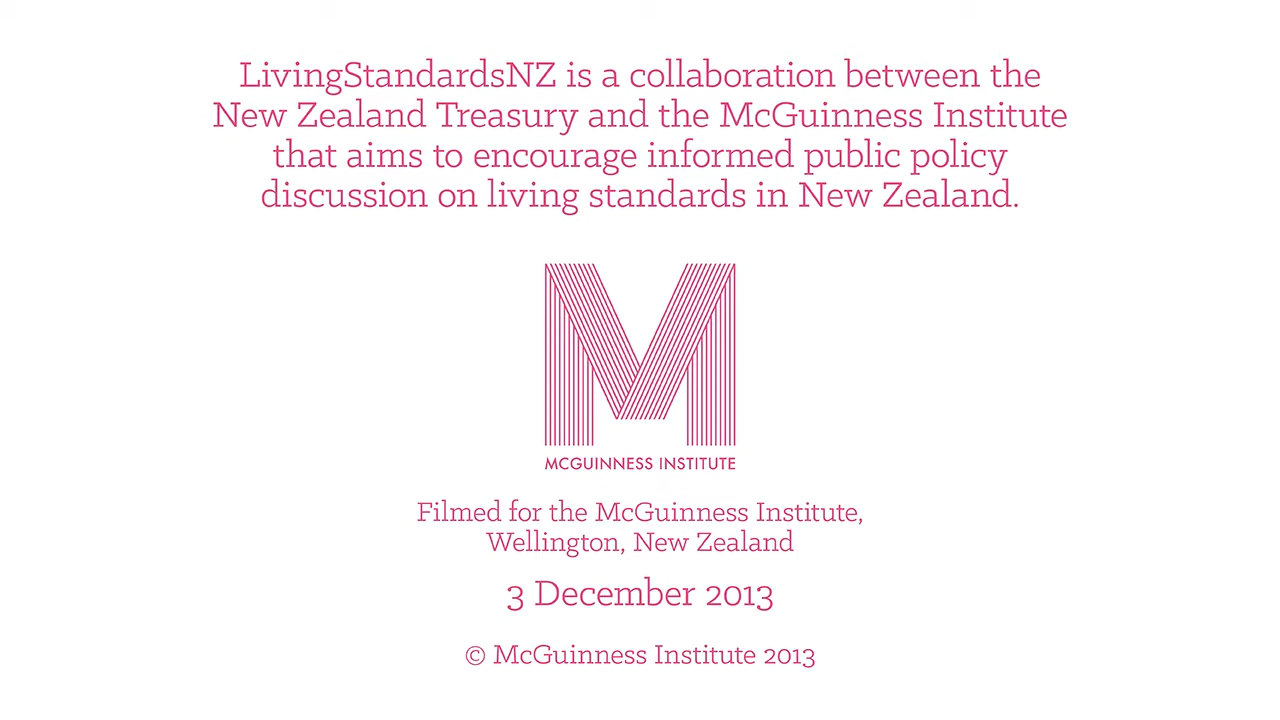 LivingStandardsNZ is a collaboration between the
New Zealand Treasury and the McGuinness Institute
that aims to encourage informed public policy
discussion on living standards in New Zealand.
M
MCGUINNESS INSTITUTE
Filmed for the McGuinness Institute,
Wellington, New Zealand
3 December 2013
© McGuinness Institute 2013